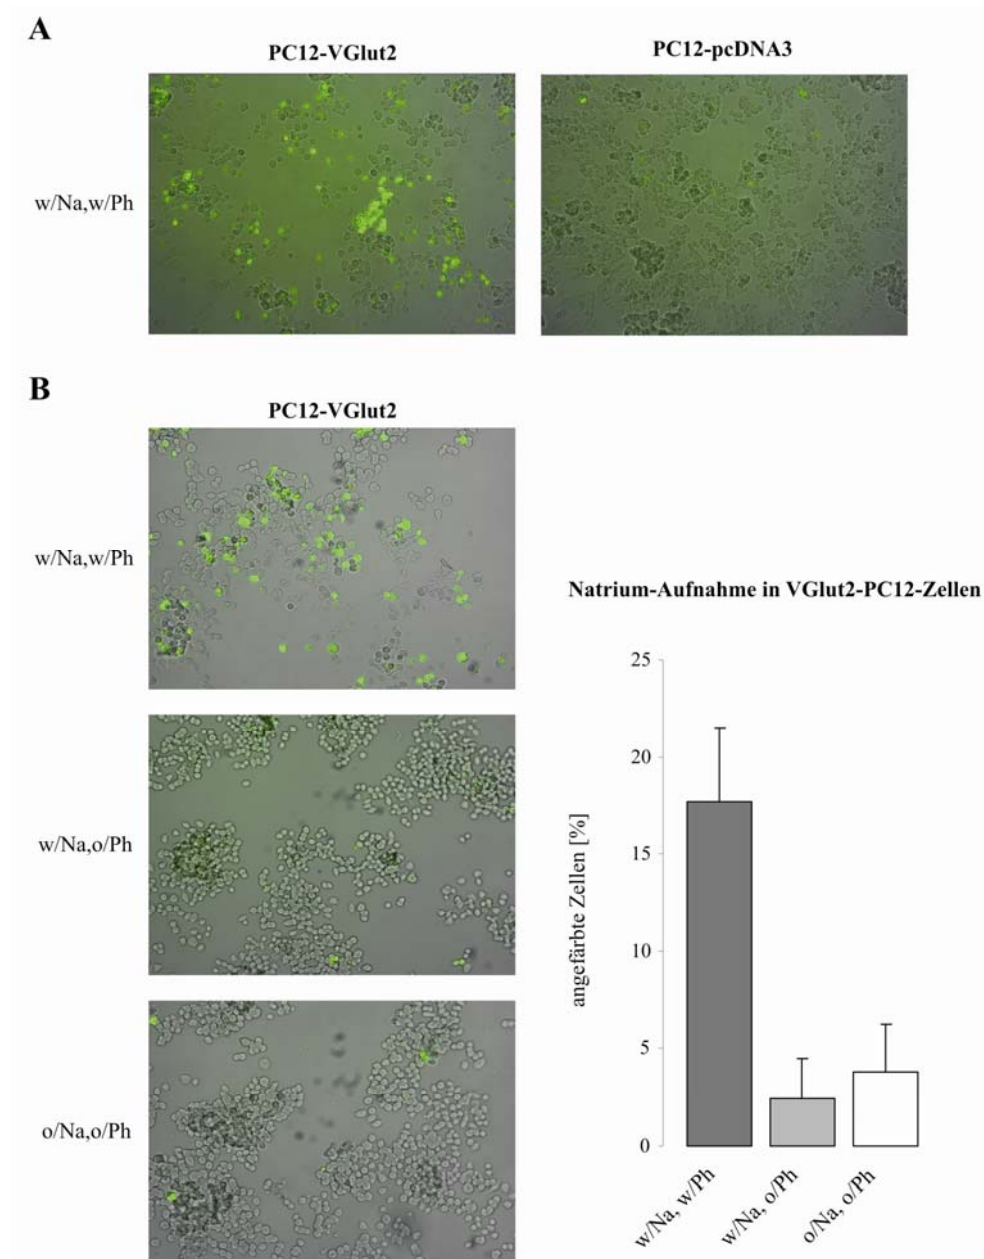 A
PC12-VGlut2
PC12-pcDNA3
w/Na,w/Ph
B
PC12-VGlut2
w/Na,w/Ph
w/Na,o/Ph
o/Na,o/Ph
Natrium-Aufnahme in VGlut2-PC12-Zellen
angefärbte Zellen [%]
25
20
15
10
5
0
w/Na, w/Ph
w/Na, o/Ph
o/Na, o/Ph